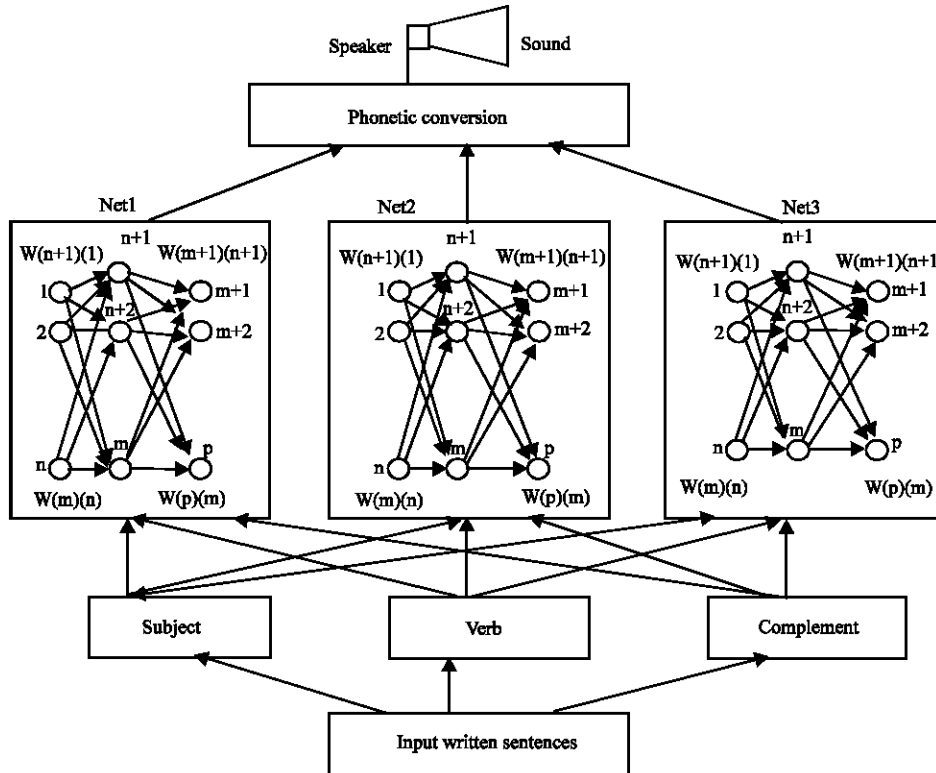 Speaker
Sound
Phonetic conversion
Net1
Net2
Net3
n+1
W(n+1)(1)
W(m+1)(n+1)
1
n+2
m+1
2
m+2
n
m
p
W(m)(n)
W(p)(m)
n+1
W(n+1)(1)
W(m+1)(n+1)
1
n+2
m+1
2
m+2
n
m
p
W(m)(n)
W(p)(m)
n+1
W(n+1)(1)
W(m+1)(n+1
1
n+2
m+1
2
m+2
n
m
p
W(m)(n)
W(p)(m)
Subject
Verb
Complement
Input written sentences